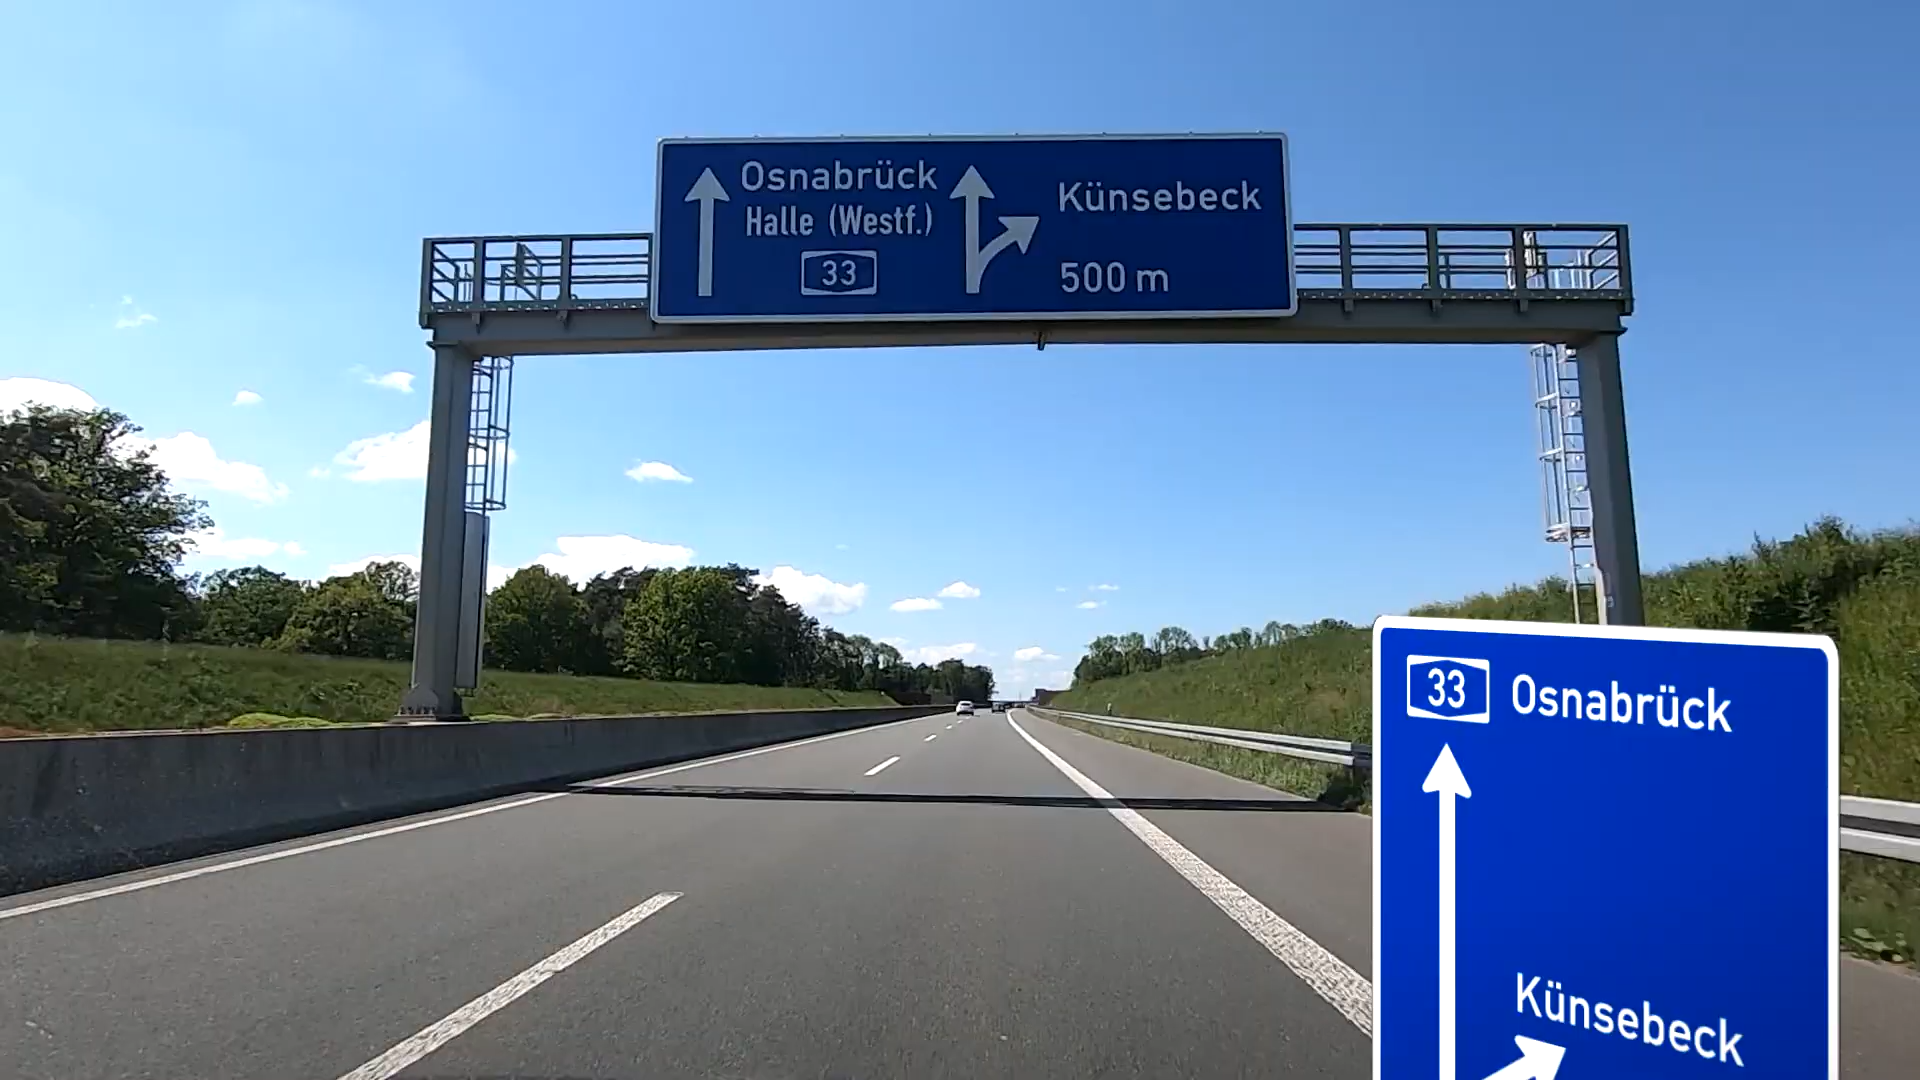 Osnabrück
Halle (Westf.)
33
Künsebeck
500 m
33 Osnabrück
Künsebeck